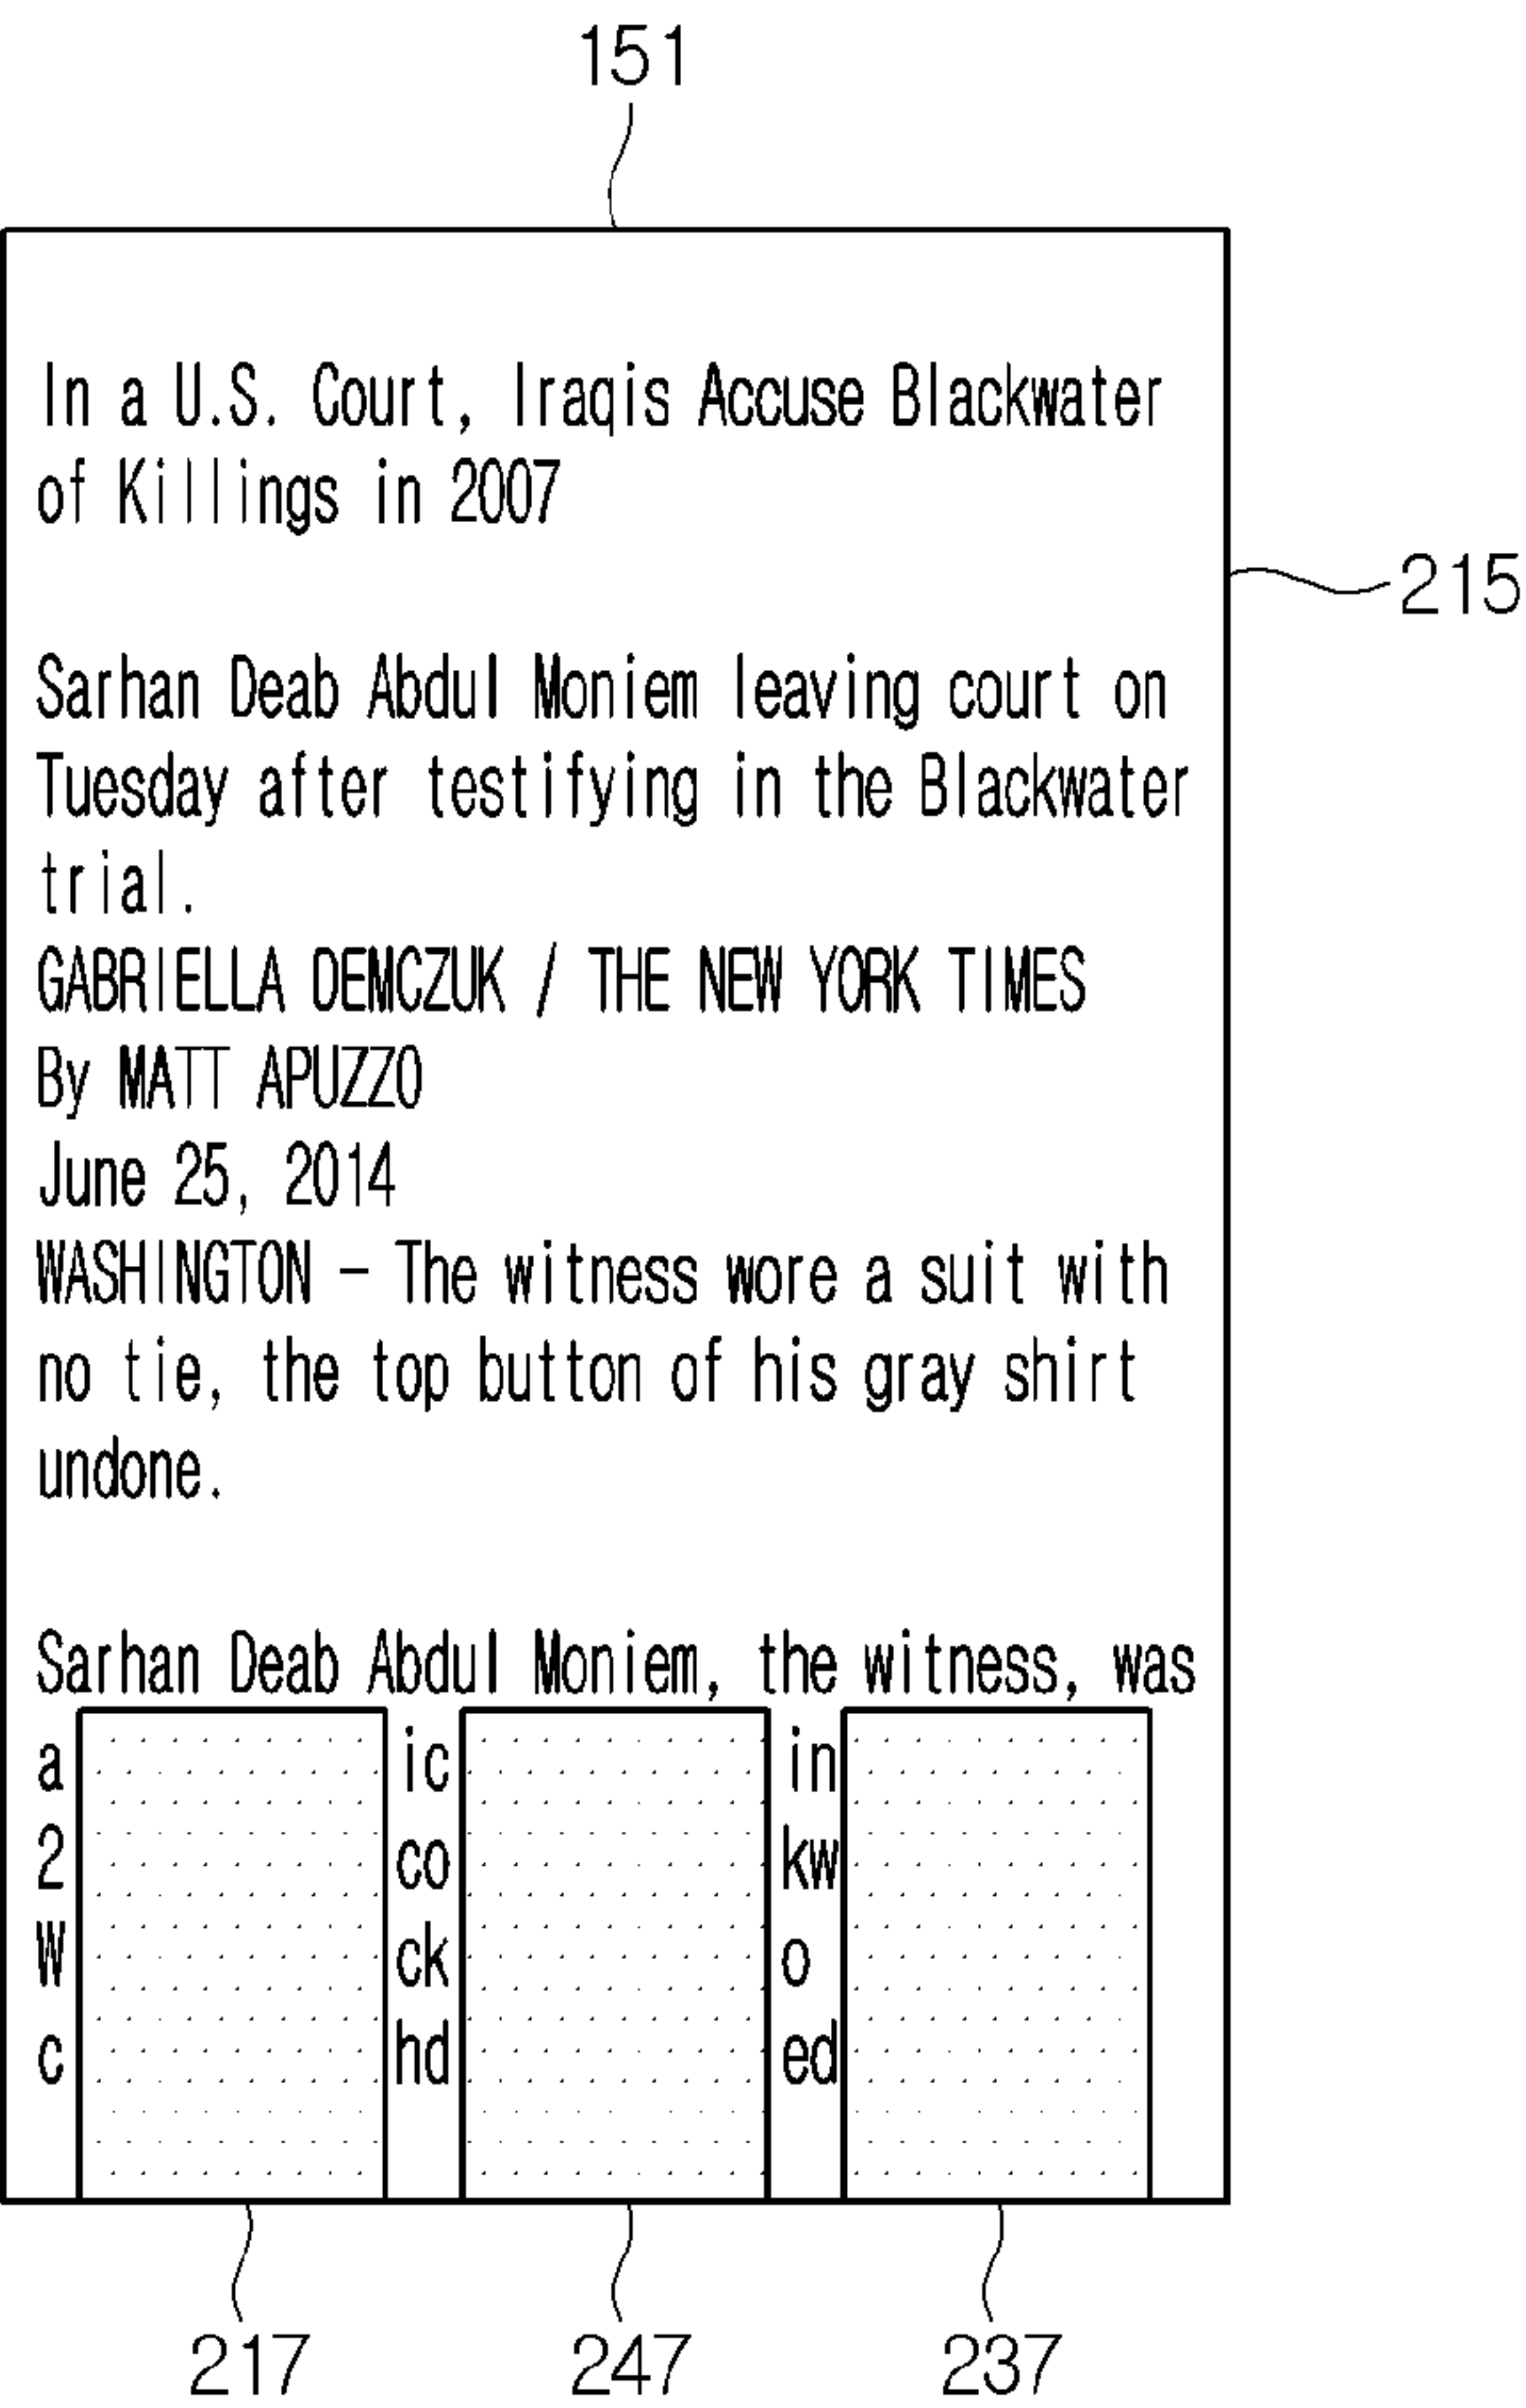 151
In a U.S. Court, Iraqis Accuse Blackwater
of Killings in 2007
215
Sarhan Deab Abdul Moniem leaving court on
Tuesday after testifying in the Blackwater
trial.
GABRIELLA DEMCZUK / THE NEW YORK TIMES
By MATT APUZZO
June 25, 2014
WASHINGTON - The witness wore a suit with
no tie, the top button of his gray shirt
undone.
Sarhan Deab Abdul Moniem, the witness, was
a ic in
2 co kw
W ck o
c hd ed
217 247 237